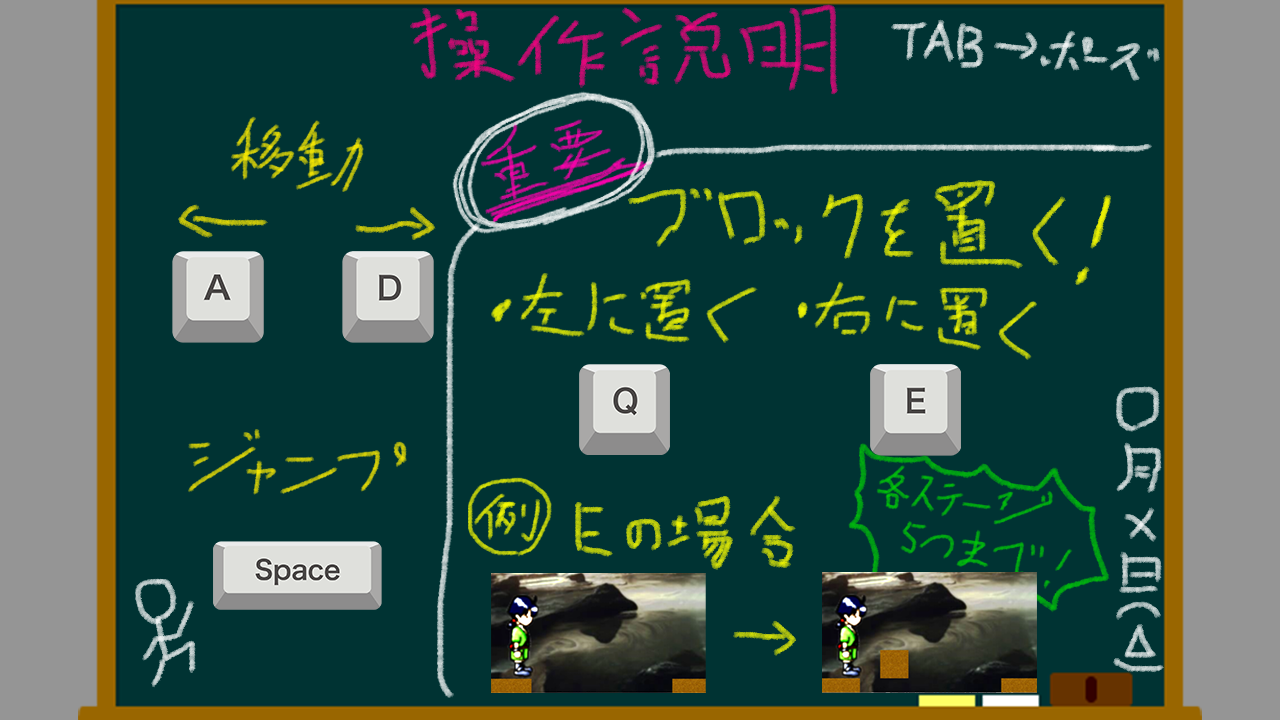 操作説明
TAB→ポーズ
移動
← →
A D
ジャンプ
Space
重要
ブロックを置く!
・左に置く ・右に置く
Q E
例 Eの場合
→
各ステージ
5つまで!
〇月×日(△)